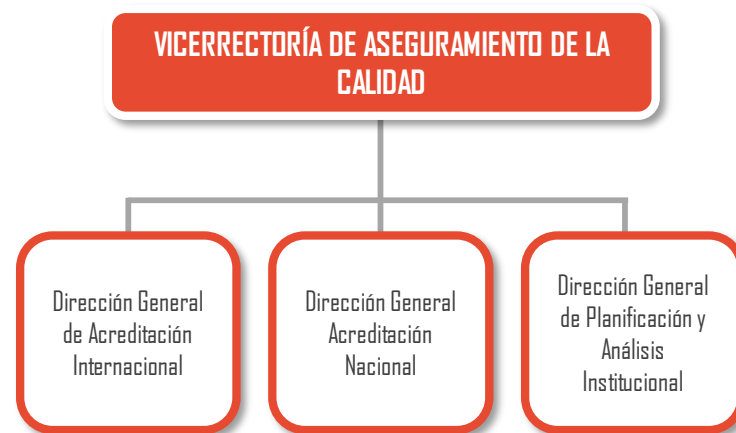 VICERRECTORÍA DE ASEGURAMIENTO DE LA
CALIDAD
Dirección General
de Acreditación
Internacional
Dirección General
Acreditación
Nacional
Dirección General
de Planificación y
Análisis
Institucional